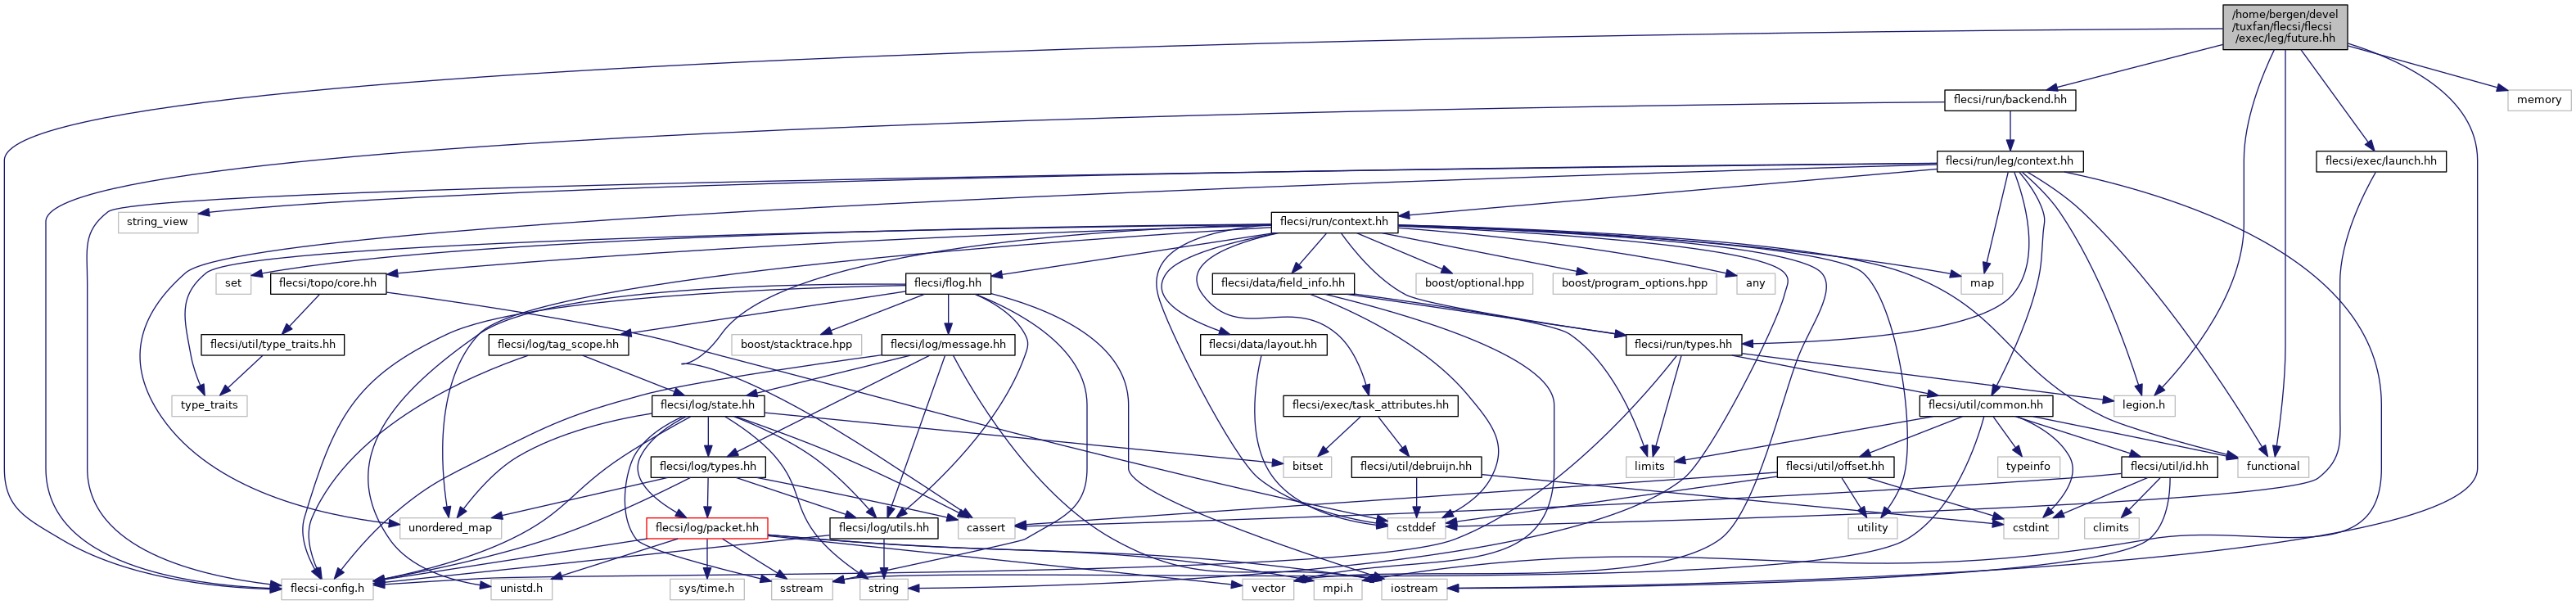 /home/bergen/devel
/tuxfan/flecsi/flecsi
/exec/leg/future.hh
flecsi/run/backend.hh
memory
flecsi/run/leg/context.hh
flecsi/exec/launch.hh
string_view
flecsi/run/context.hh
set
flecsi/topo/core.hh
flecsi/flog.hh
flecsi/data/field_info.hh
boost/optional.hpp
boost/program_options.hpp
any
map
flecsi/util/type_traits.hh
flecsi/log/tag_scope.hh
boost/stacktrace.hpp
flecsi/log/message.hh
flecsi/data/layout.hh
flecsi/run/types.hh
type_traits
flecsi/log/state.hh
flecsi/exec/task_attributes.hh
flecsi/util/common.hh
legion.h
flecsi/log/types.hh
bitset
flecsi/util/debruijn.hh
limits
flecsi/util/offset.hh
typeinfo
flecsi/util/id.hh
functional
unordered_map
flecsi/log/packet.hh
flecsi/log/utils.hh
cassert
cstddef
utility
cstdint
climits
flecsi-config.h
unistd.h
sys/time.h
sstream
string
vector
mpi.h
iostream